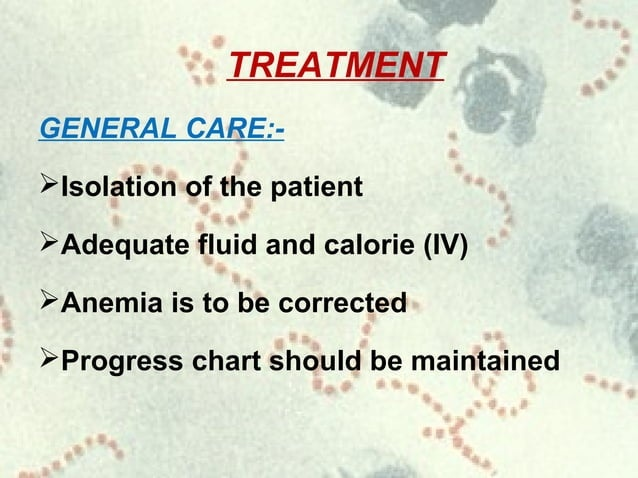 TREATMENT
GENERAL CARE:-
➢Isolation of the patient
➢Adequate fluid and calorie (IV)
➢Anemia is to be corrected
➢Progress chart should be maintained